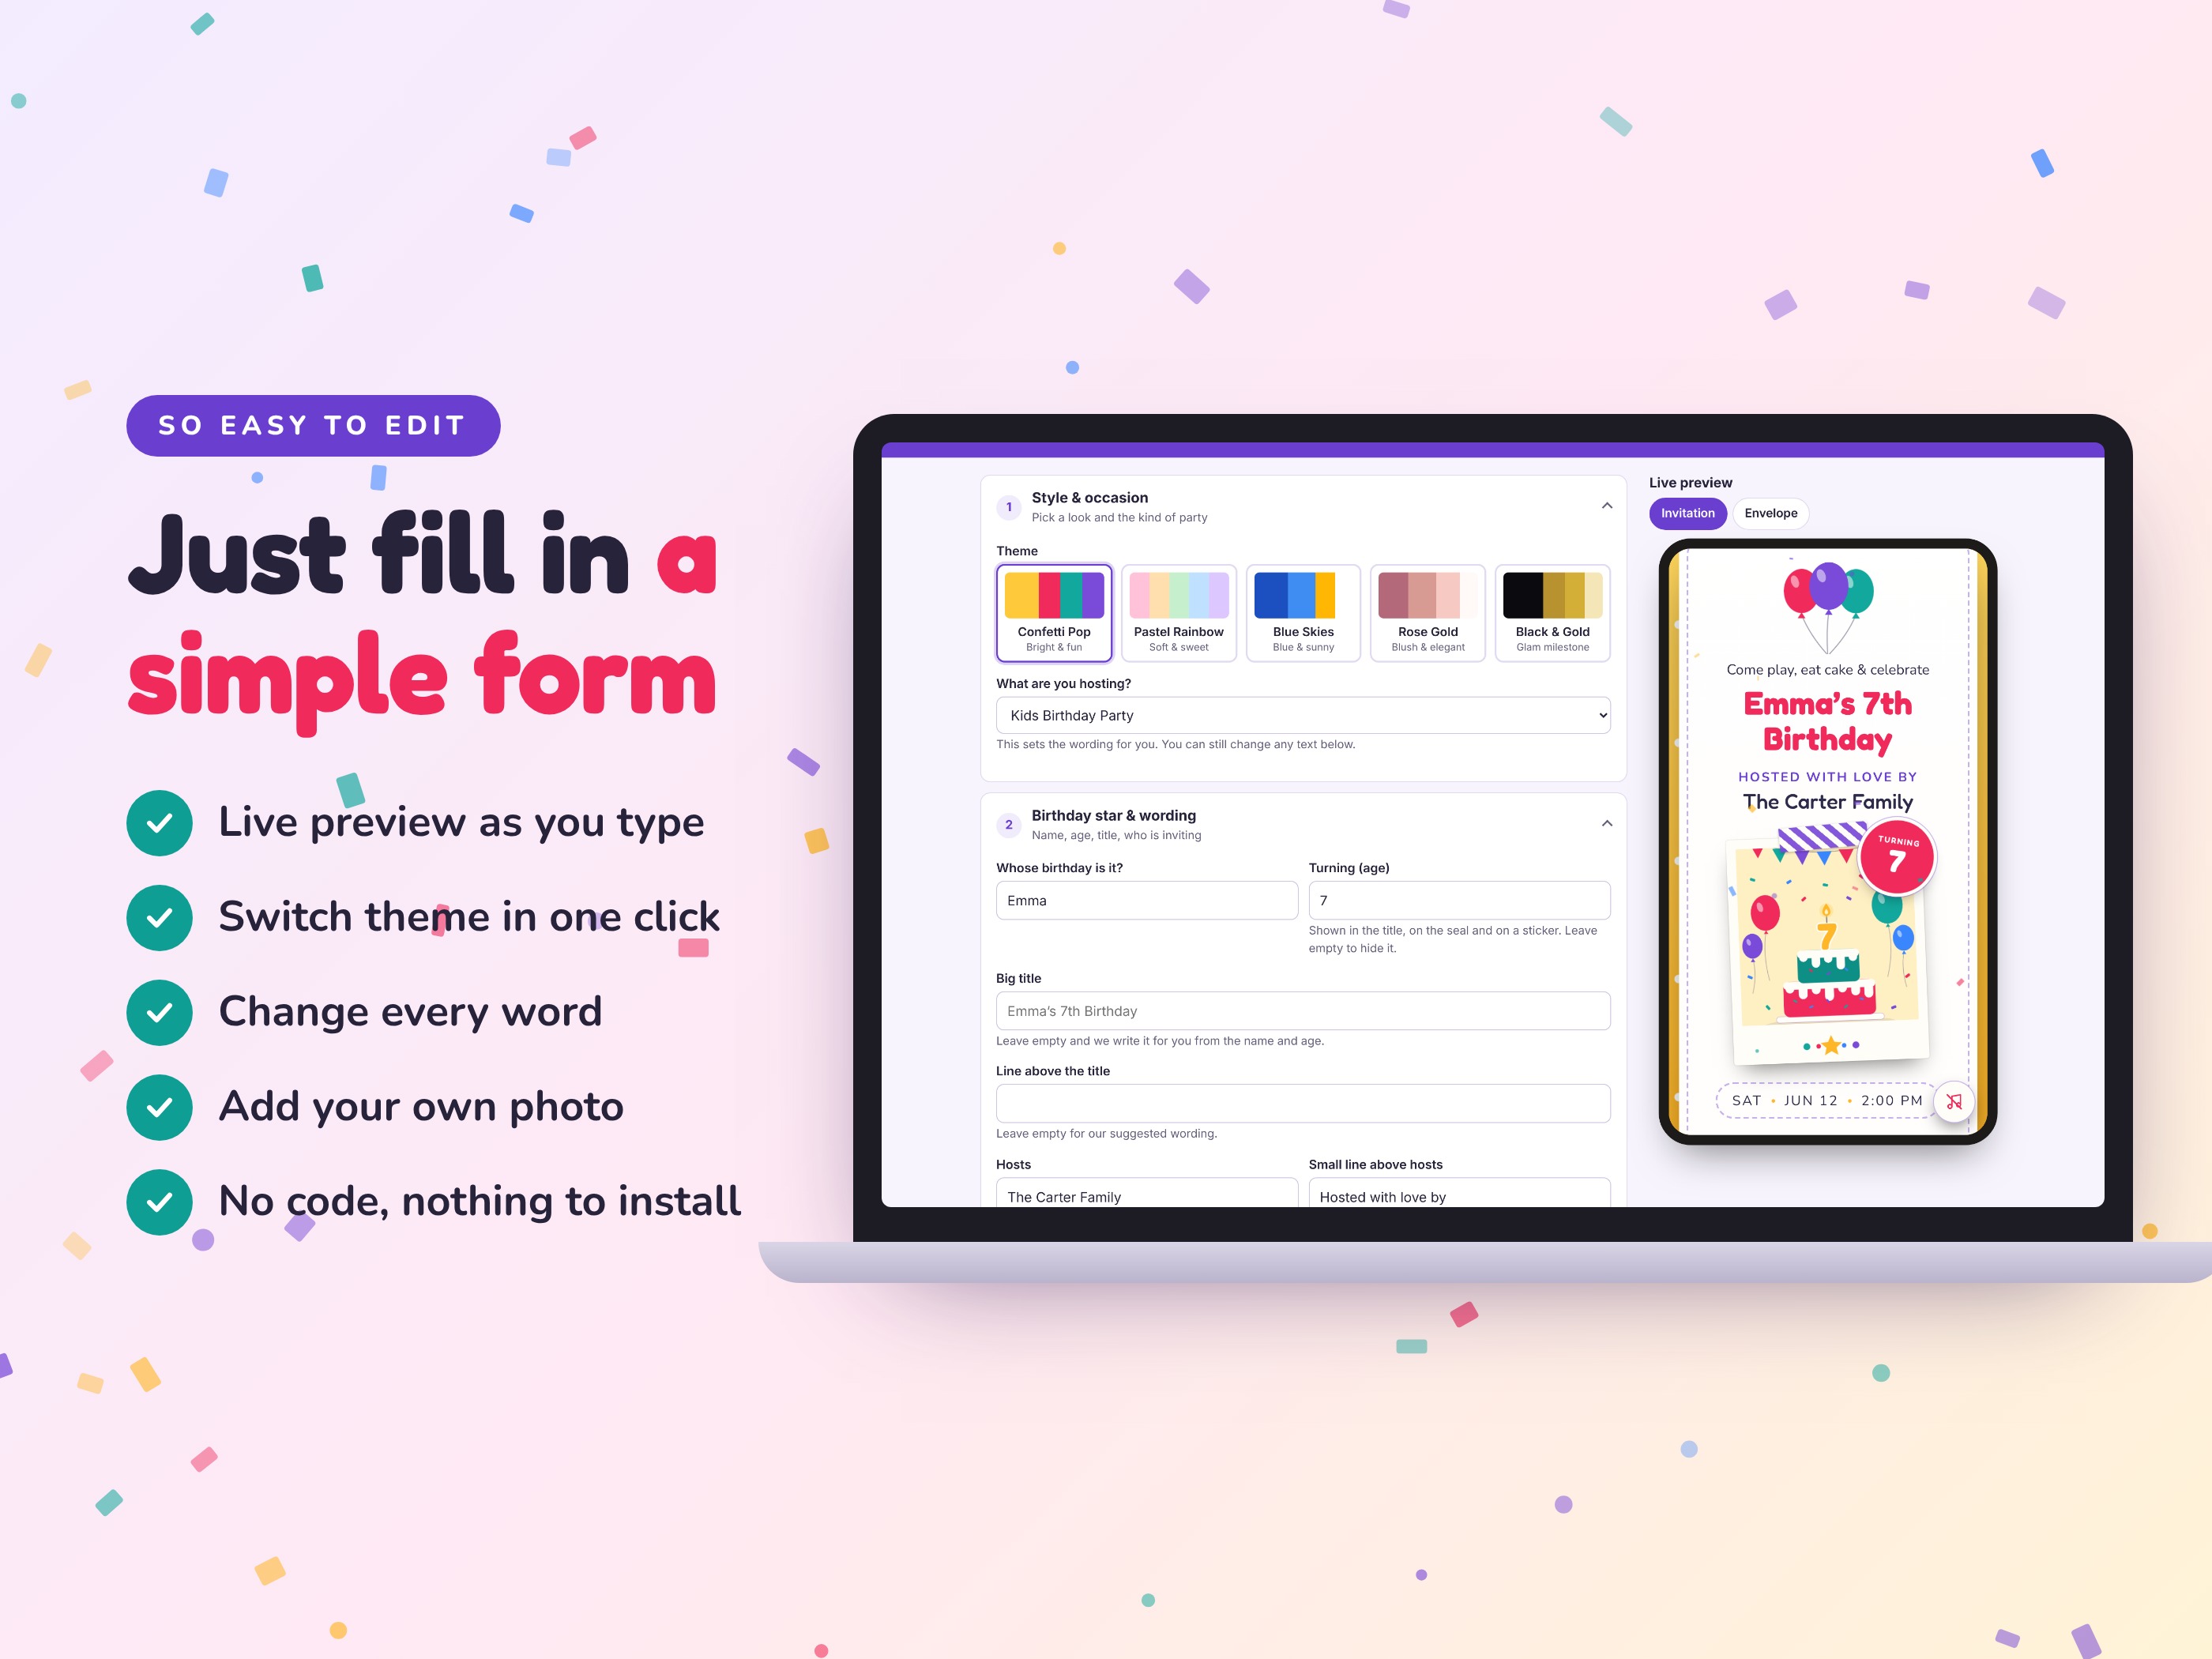 SO EASY TO EDIT
Just fill in a
simple form
Live preview as you type
Switch theme in one click
Change every word
Add your own photo
No code, nothing to install
1
Style & occasion
Pick a look and the kind of party
Theme
Confetti Pop
Bright & fun
Pastel Rainbow
Soft & sweet
Blue Skies
Blue & sunny
Rose Gold
Blush & elegant
Black & Gold
Glam milestone
What are you hosting?
Kids Birthday Party
This sets the wording for you. You can still change any text below.
2
Birthday star & wording
Name, age, title, who is inviting
Whose birthday is it?
Emma
Turning (age)
7
Shown in the title, on the seal and on a sticker. Leave
empty to hide it.
Big title
Emma’s 7th Birthday
Leave empty and we write it for you from the name and age.
Line above the title
Leave empty for our suggested wording.
Hosts
The Carter Family
Small line above hosts
Hosted with love by
Live preview
Invitation
Envelope
Come play, eat cake & celebrate
Emma’s 7th
Birthday
HOSTED WITH LOVE BY
The Carter Family
TURNING
7
7
SAT • JUN 12 • 2:00 PM